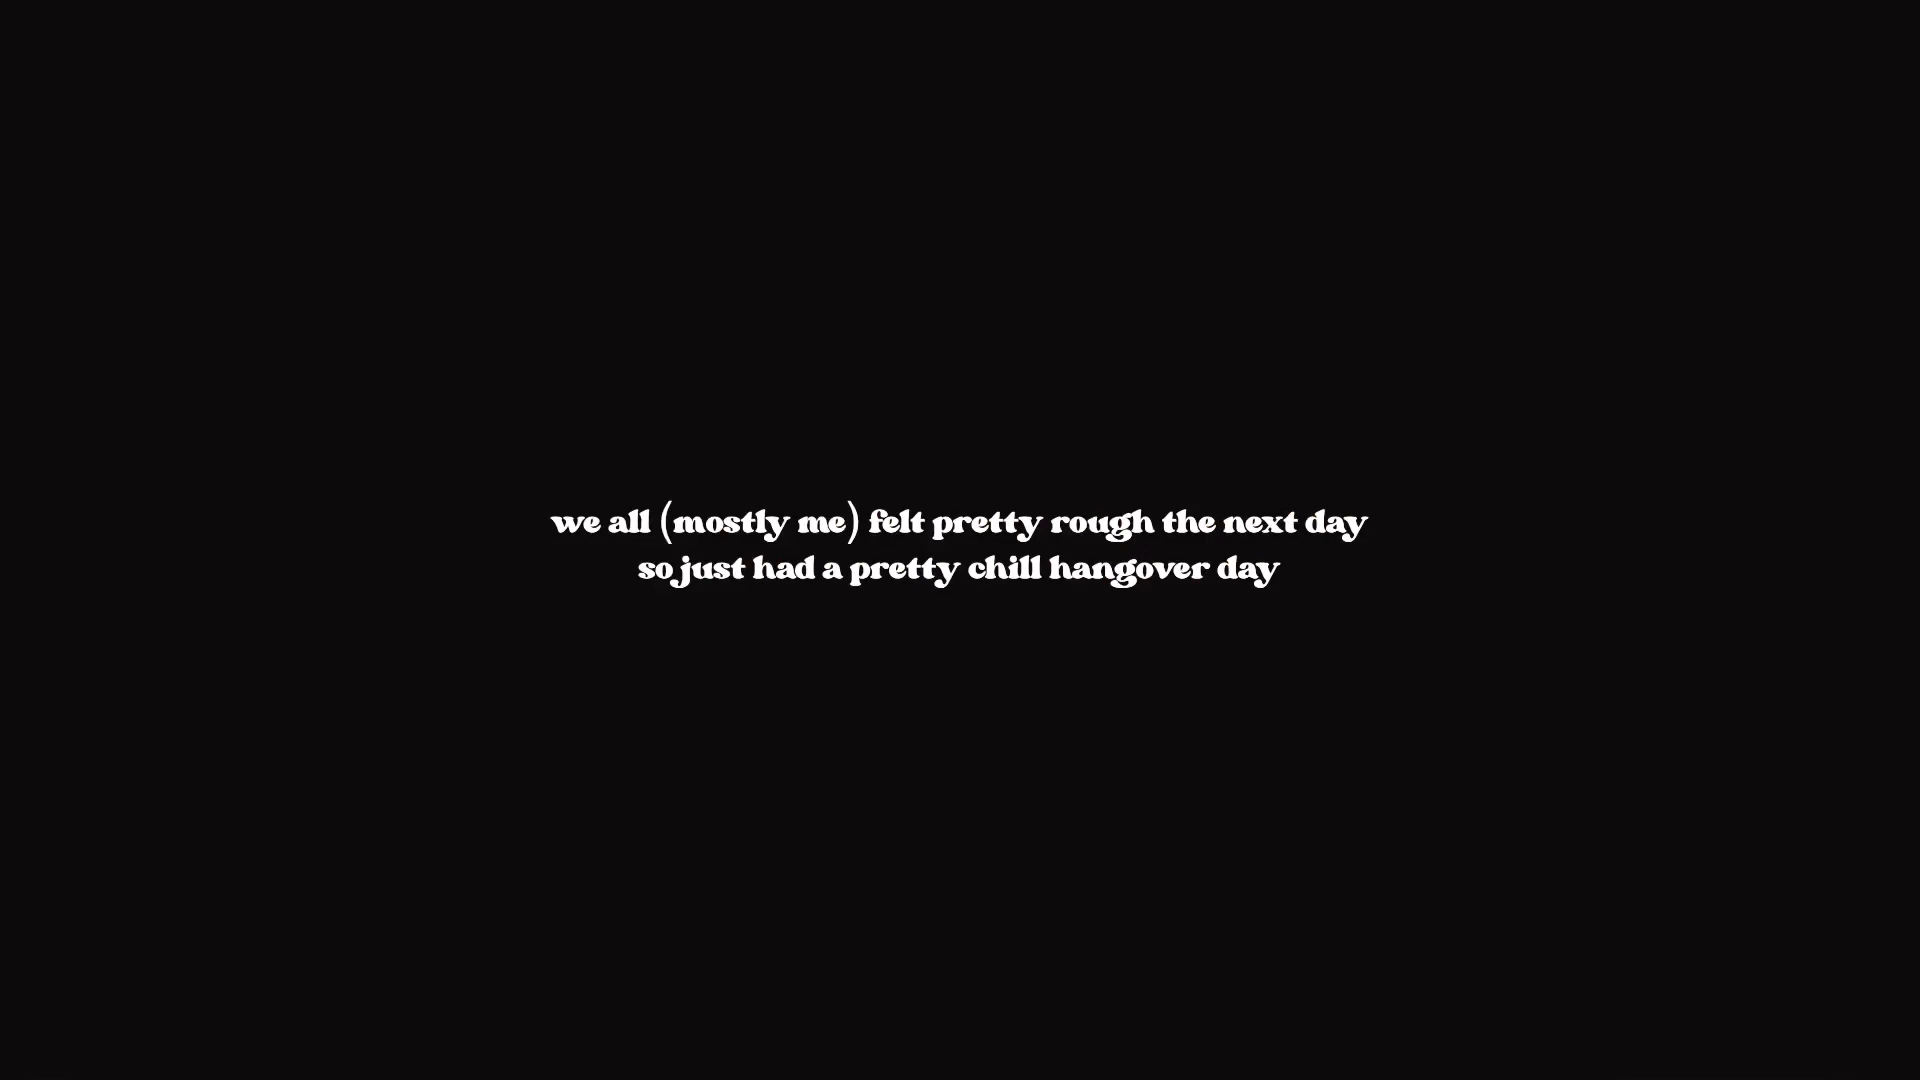 we all (mostly me) felt pretty rough the next day
so just had a pretty chill hangover day